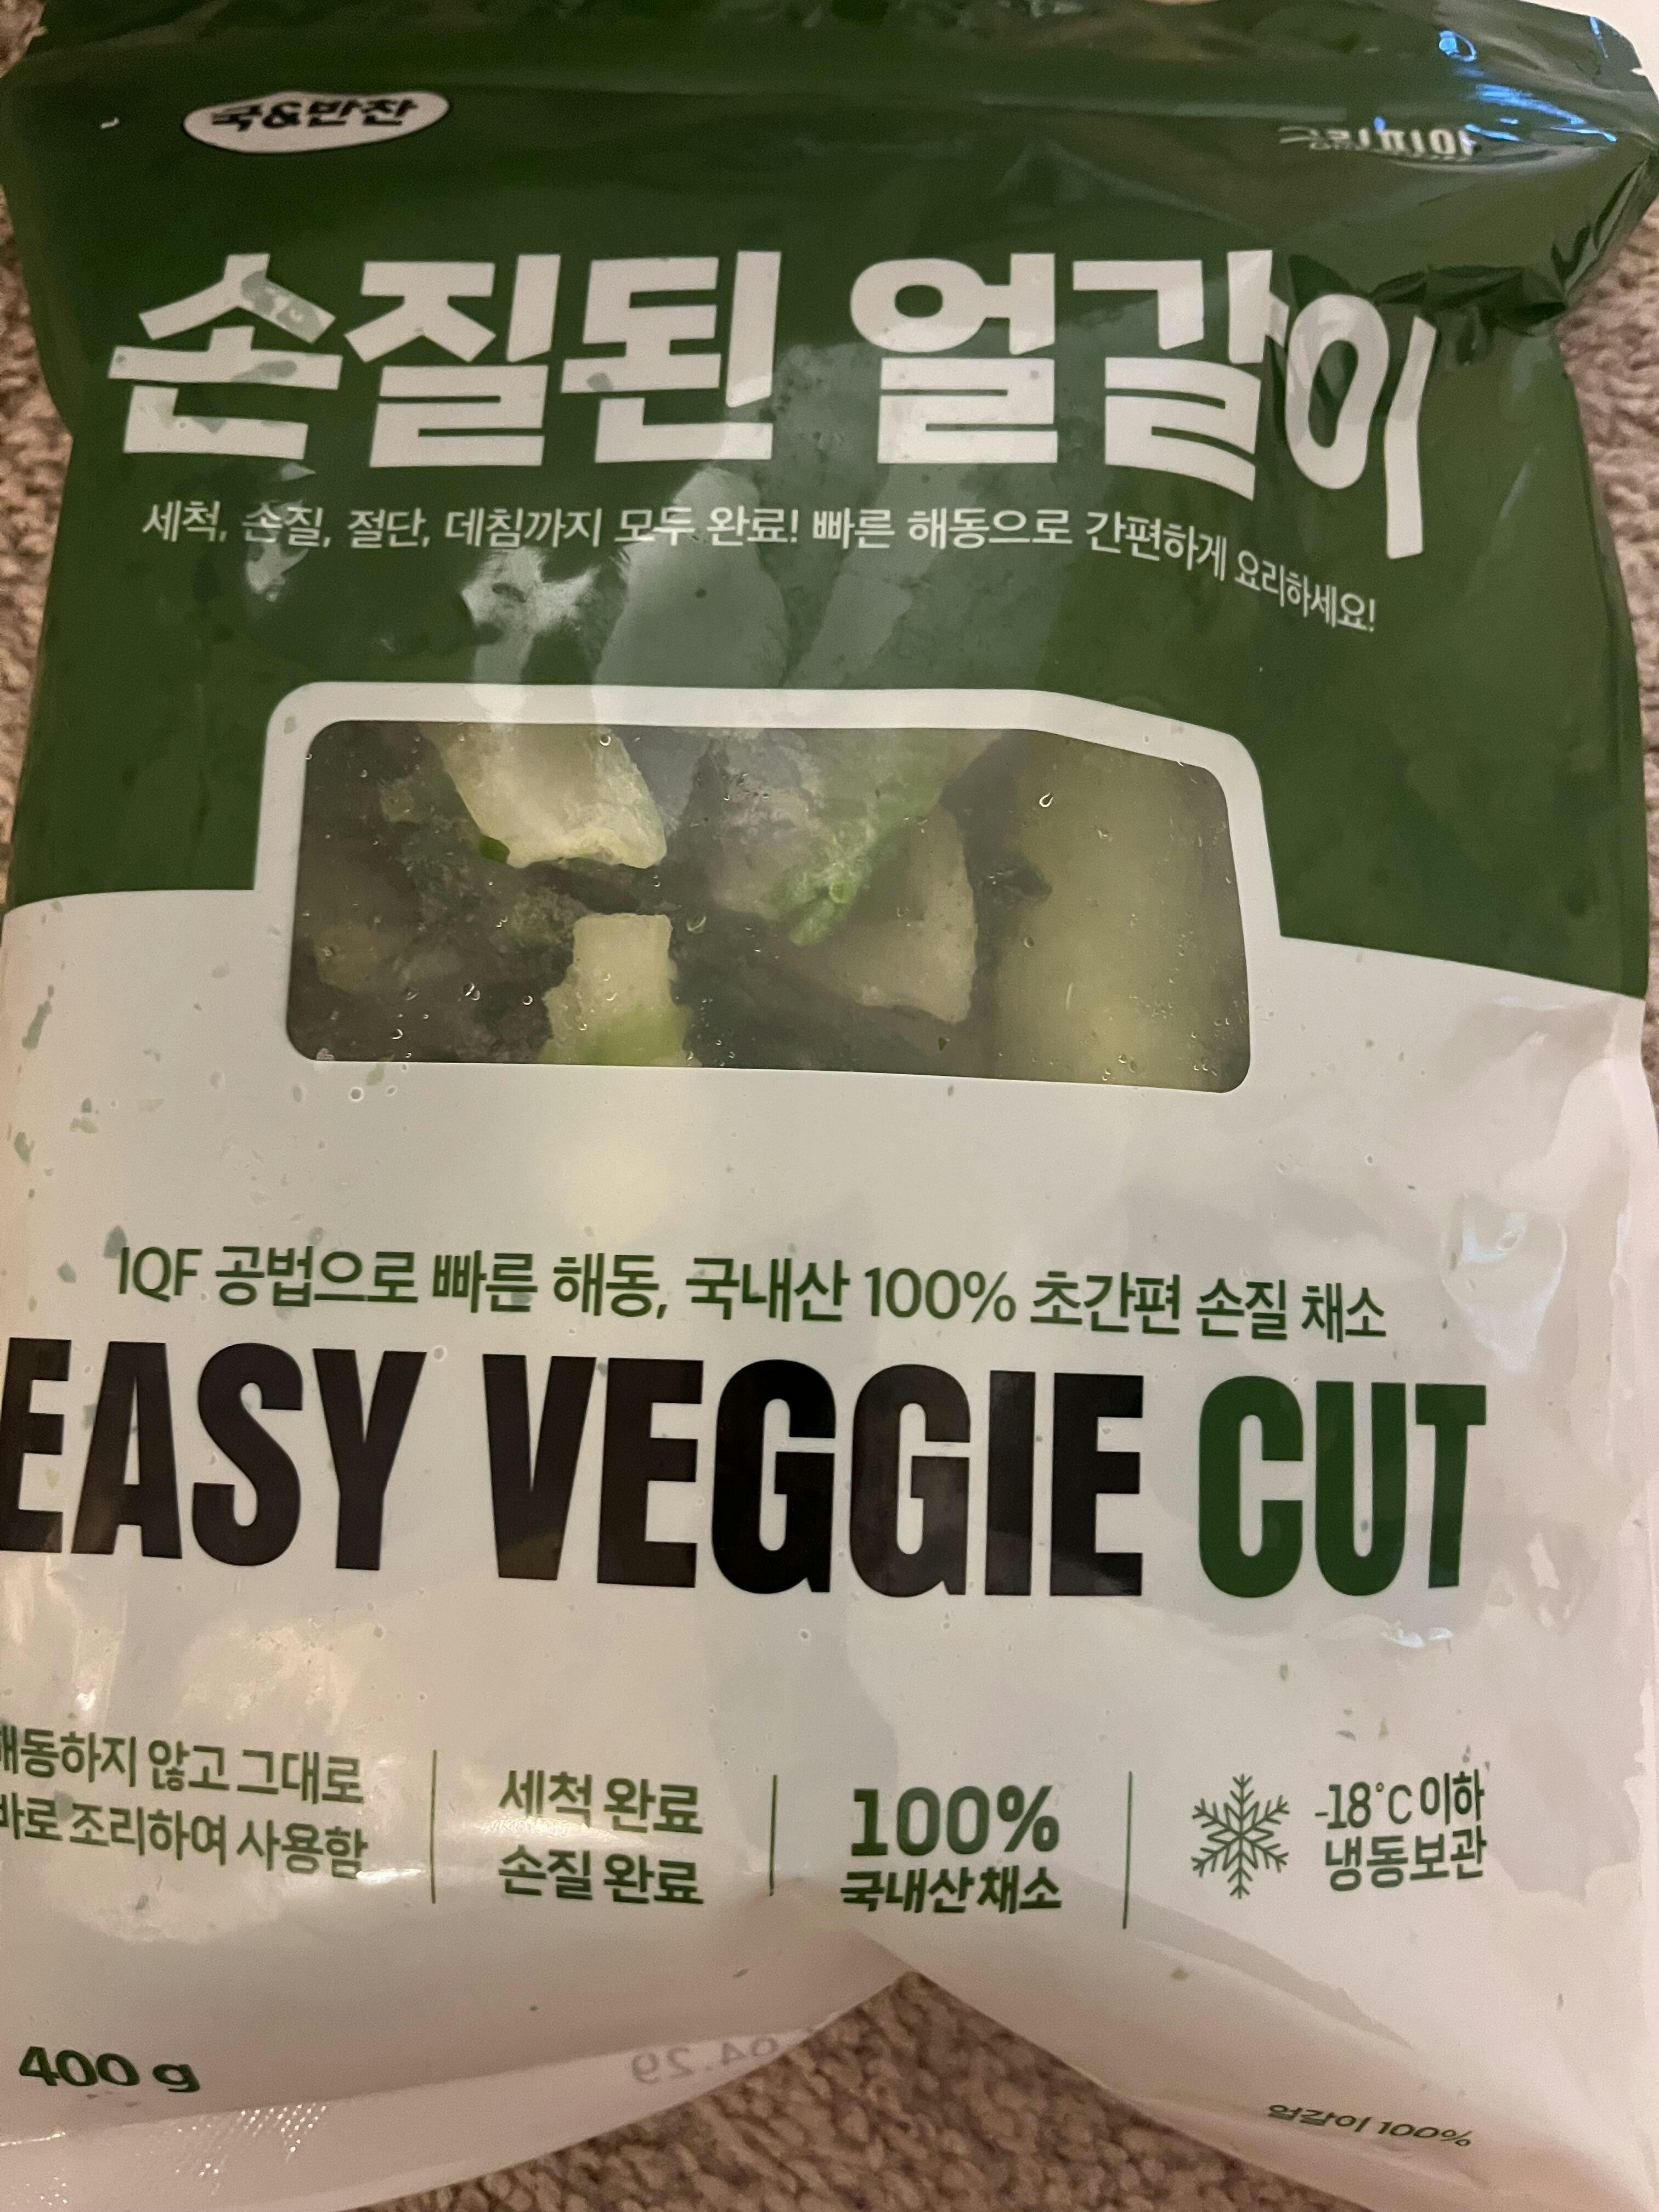 국&반찬
손질된 얼갈이
세척, 손질, 절단, 데침까지 모두 완료! 빠른 해동으로 간편하게 요리하세요!
IQF 공법으로 빠른 해동, 국내산 100% 초간편 손질 채소
EASY VEGGIE CUT
해동하지 않고 그대로
바로 조리하여 사용함
세척 완료
손질 완료
100%
국내산 채소
-18°C 이하
냉동보관
400 g
04.29
얼갈이 100%